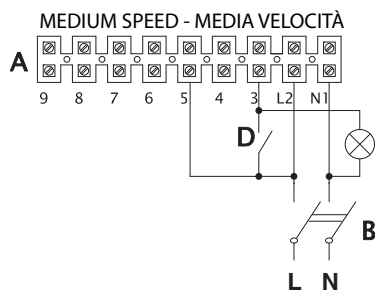 MEDIUM SPEED - MEDIA VELOCITÀ
A
9 8 7 6 5 4 3 L2 N1
D
B
L N